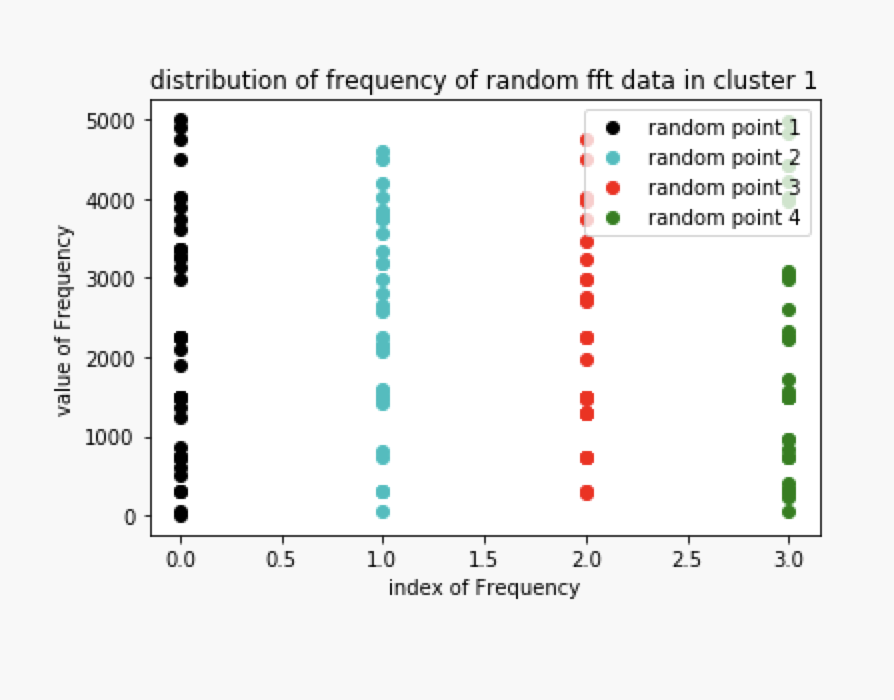 distribution of frequency of random fft data in cluster 1
5000
4000
3000
2000
1000
0
value of Frequency
random point 1
random point 2
random point 3
random point 4
0.0 0.5 1.0 1.5 2.0 2.5 3.0
index of Frequency